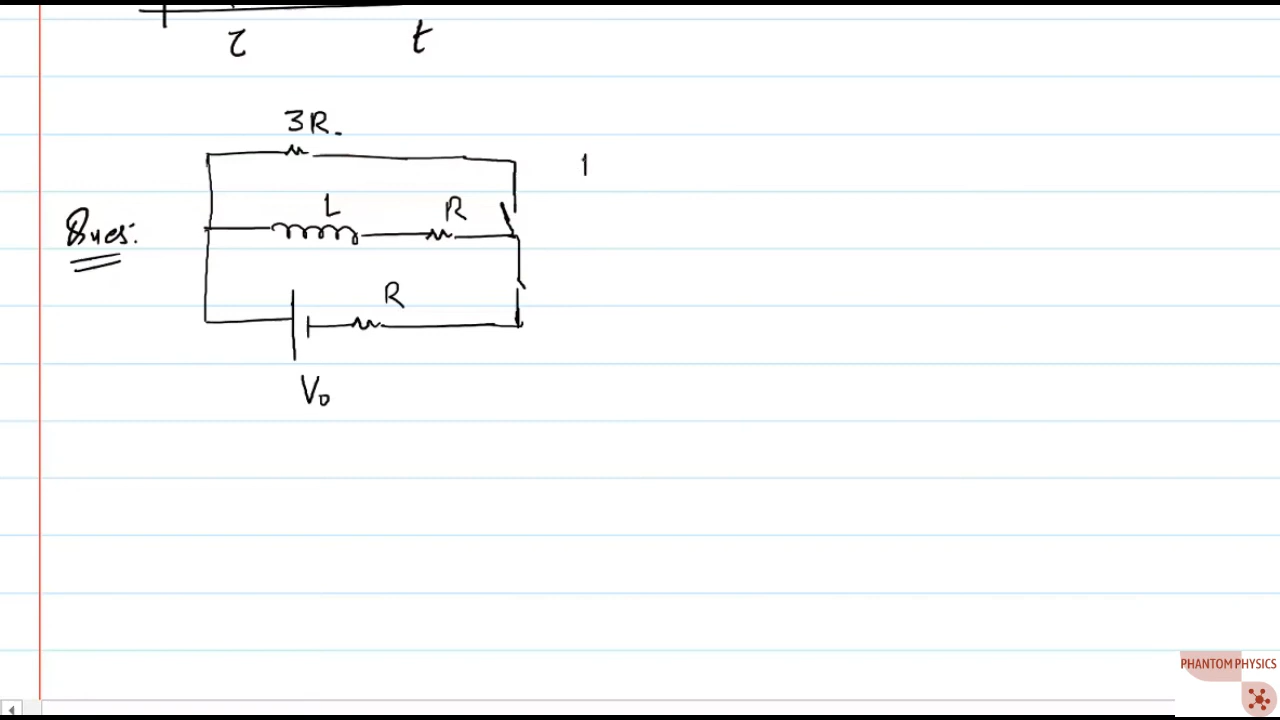 τ t
3R.
1
L R
Ques:
R
V₀
PHANTOM PHYSICS